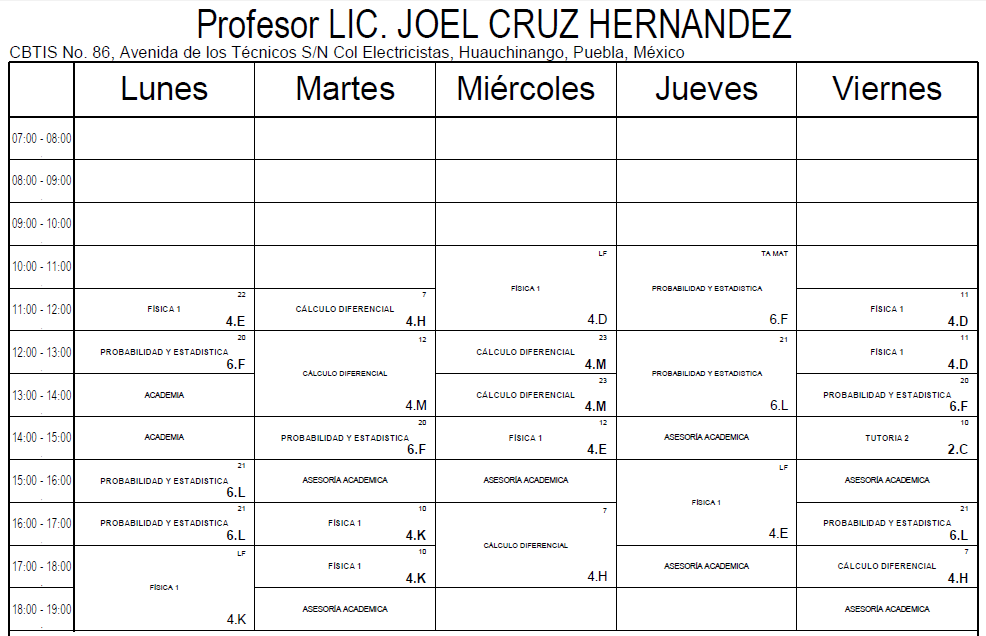 Profesor LIC. JOEL CRUZ HERNANDEZ
CBTIS No. 86, Avenida de los Técnicos S/N Col Electricistas, Huauchinango, Puebla, México
Lunes Martes Miércoles Jueves Viernes
07:00 - 08:00
08:00 - 09:00
09:00 - 10:00
10:00 - 11:00
LF
FÍSICA 1
4.D
TA MAT
PROBABILIDAD Y ESTADISTICA
6.F
11:00 - 12:00
22
FÍSICA 1
4.E
7
CÁLCULO DIFERENCIAL
4.H
11
FÍSICA 1
4.D
12:00 - 13:00
20
PROBABILIDAD Y ESTADISTICA
6.F
12
CÁLCULO DIFERENCIAL
4.M
23
CÁLCULO DIFERENCIAL
4.M
21
PROBABILIDAD Y ESTADISTICA
6.L
11
FÍSICA 1
4.D
13:00 - 14:00
ACADEMIA
23
CÁLCULO DIFERENCIAL
4.M
20
PROBABILIDAD Y ESTADISTICA
6.F
14:00 - 15:00
ACADEMIA
20
PROBABILIDAD Y ESTADISTICA
6.F
12
FÍSICA 1
4.E
ASESORÍA ACADEMICA
10
TUTORIA 2
2.C
15:00 - 16:00
21
PROBABILIDAD Y ESTADISTICA
6.L
ASESORÍA ACADEMICA
ASESORÍA ACADEMICA
LF
FÍSICA 1
4.E
ASESORÍA ACADEMICA
16:00 - 17:00
21
PROBABILIDAD Y ESTADISTICA
6.L
10
FÍSICA 1
4.K
7
CÁLCULO DIFERENCIAL
4.H
21
PROBABILIDAD Y ESTADISTICA
6.L
17:00 - 18:00
LF
FÍSICA 1
4.K
10
FÍSICA 1
4.K
ASESORÍA ACADEMICA
7
CÁLCULO DIFERENCIAL
4.H
18:00 - 19:00
ASESORÍA ACADEMICA
ASESORÍA ACADEMICA